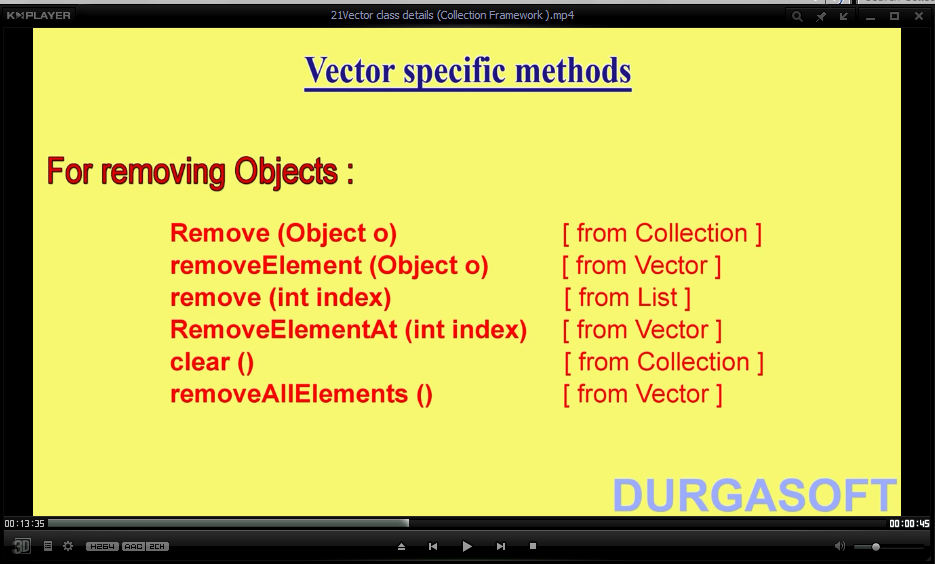 KMPLAYER
21Vector class details (Collection Framework ).mp4
Vector specific methods
For removing Objects :
Remove (Object o) [ from Collection ]
removeElement (Object o) [ from Vector ]
remove (int index) [ from List ]
RemoveElementAt (int index) [ from Vector ]
clear () [ from Collection ]
removeAllElements () [ from Vector ]
DURGASOFT
00:13:35 00:00:45
3D H264 AAC 2CH